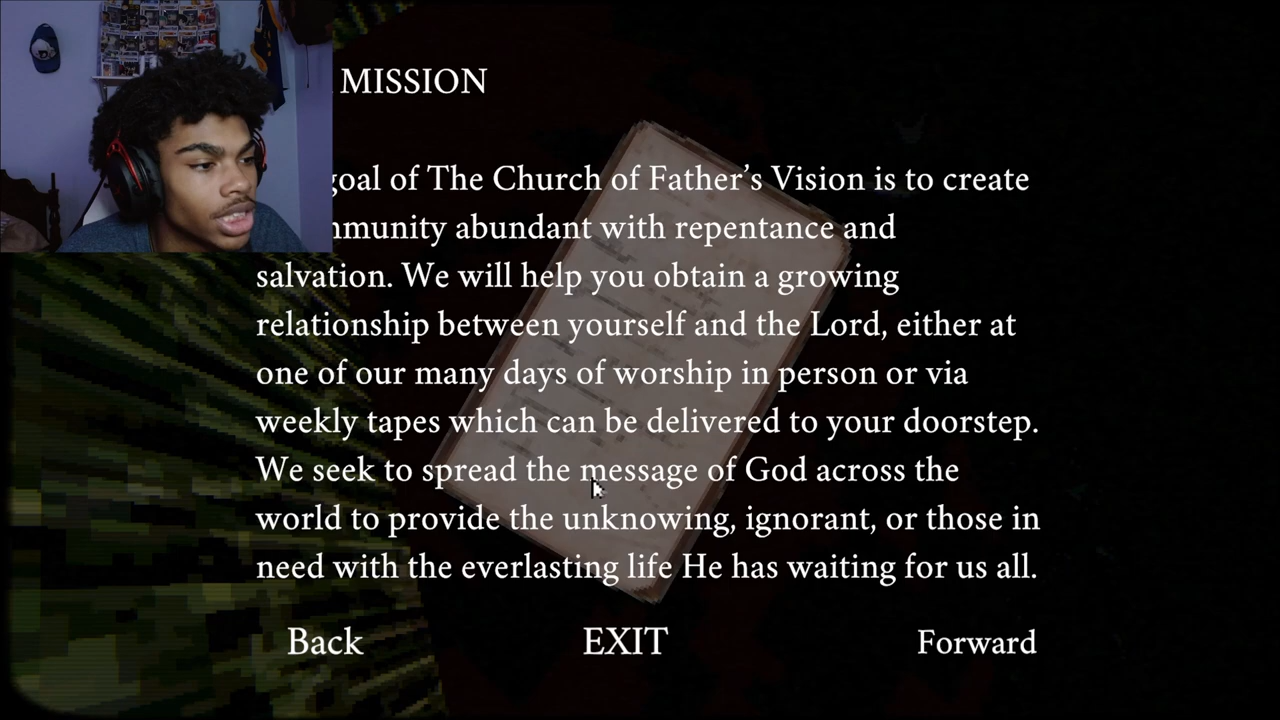 MISSION
goal of The Church of Father's Vision is to create
abundant with repentance and
salvation. We will help you obtain a growing
relationship between yourself and the Lord, either at
one of our many days of worship in person or via
weekly tapes which can be delivered to your doorstep.
We seek to spread the message of God across the
world to provide the unknowing, ignorant, or those in
need with the everlasting life He has waiting for us all.
Back EXIT Forward